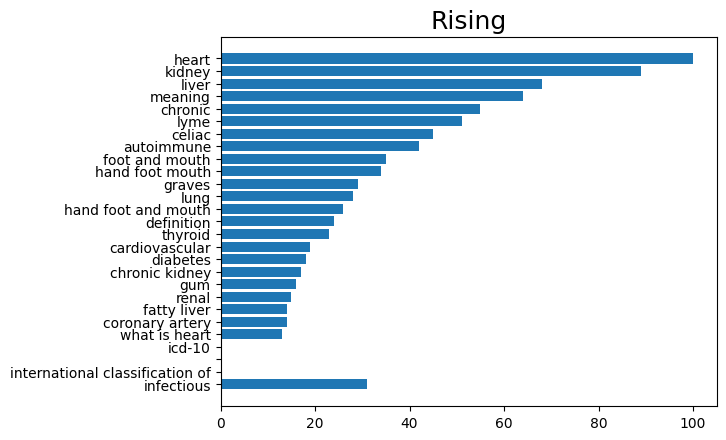 Rising
heart
kidney
liver
meaning
chronic
lyme
celiac
autoimmune
foot and mouth
hand foot mouth
graves
lung
hand foot and mouth
definition
thyroid
cardiovascular
diabetes
chronic kidney
gum
renal
fatty liver
coronary artery
what is heart
icd-10
international classification of
infectious
0 20 40 60 80 100